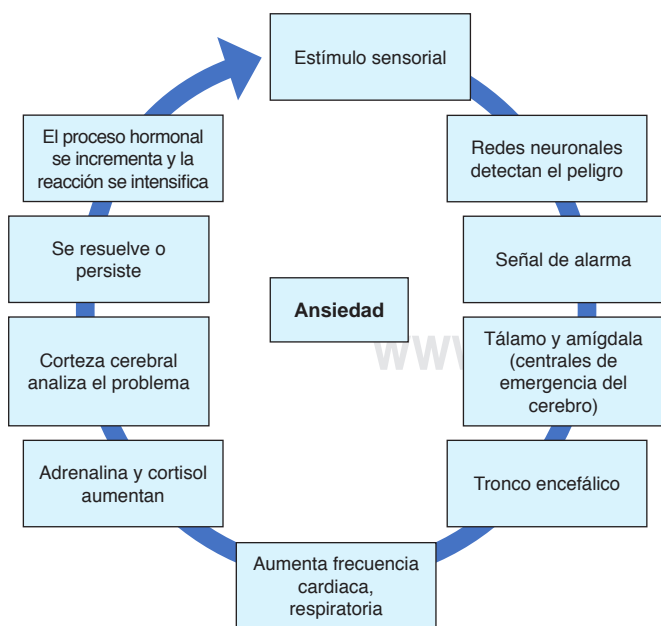 Estímulo sensorial
Redes neuronales
detectan el peligro
Señal de alarma
Tálamo y amígdala
(centrales de
emergencia del
cerebro)
Tronco encefálico
Aumenta frecuencia
cardiaca,
respiratoria
Adrenalina y cortisol
aumentan
Corteza cerebral
analiza el problema
Se resuelve o
persiste
El proceso hormonal
se incrementa y la
reacción se intensifica
Ansiedad
www